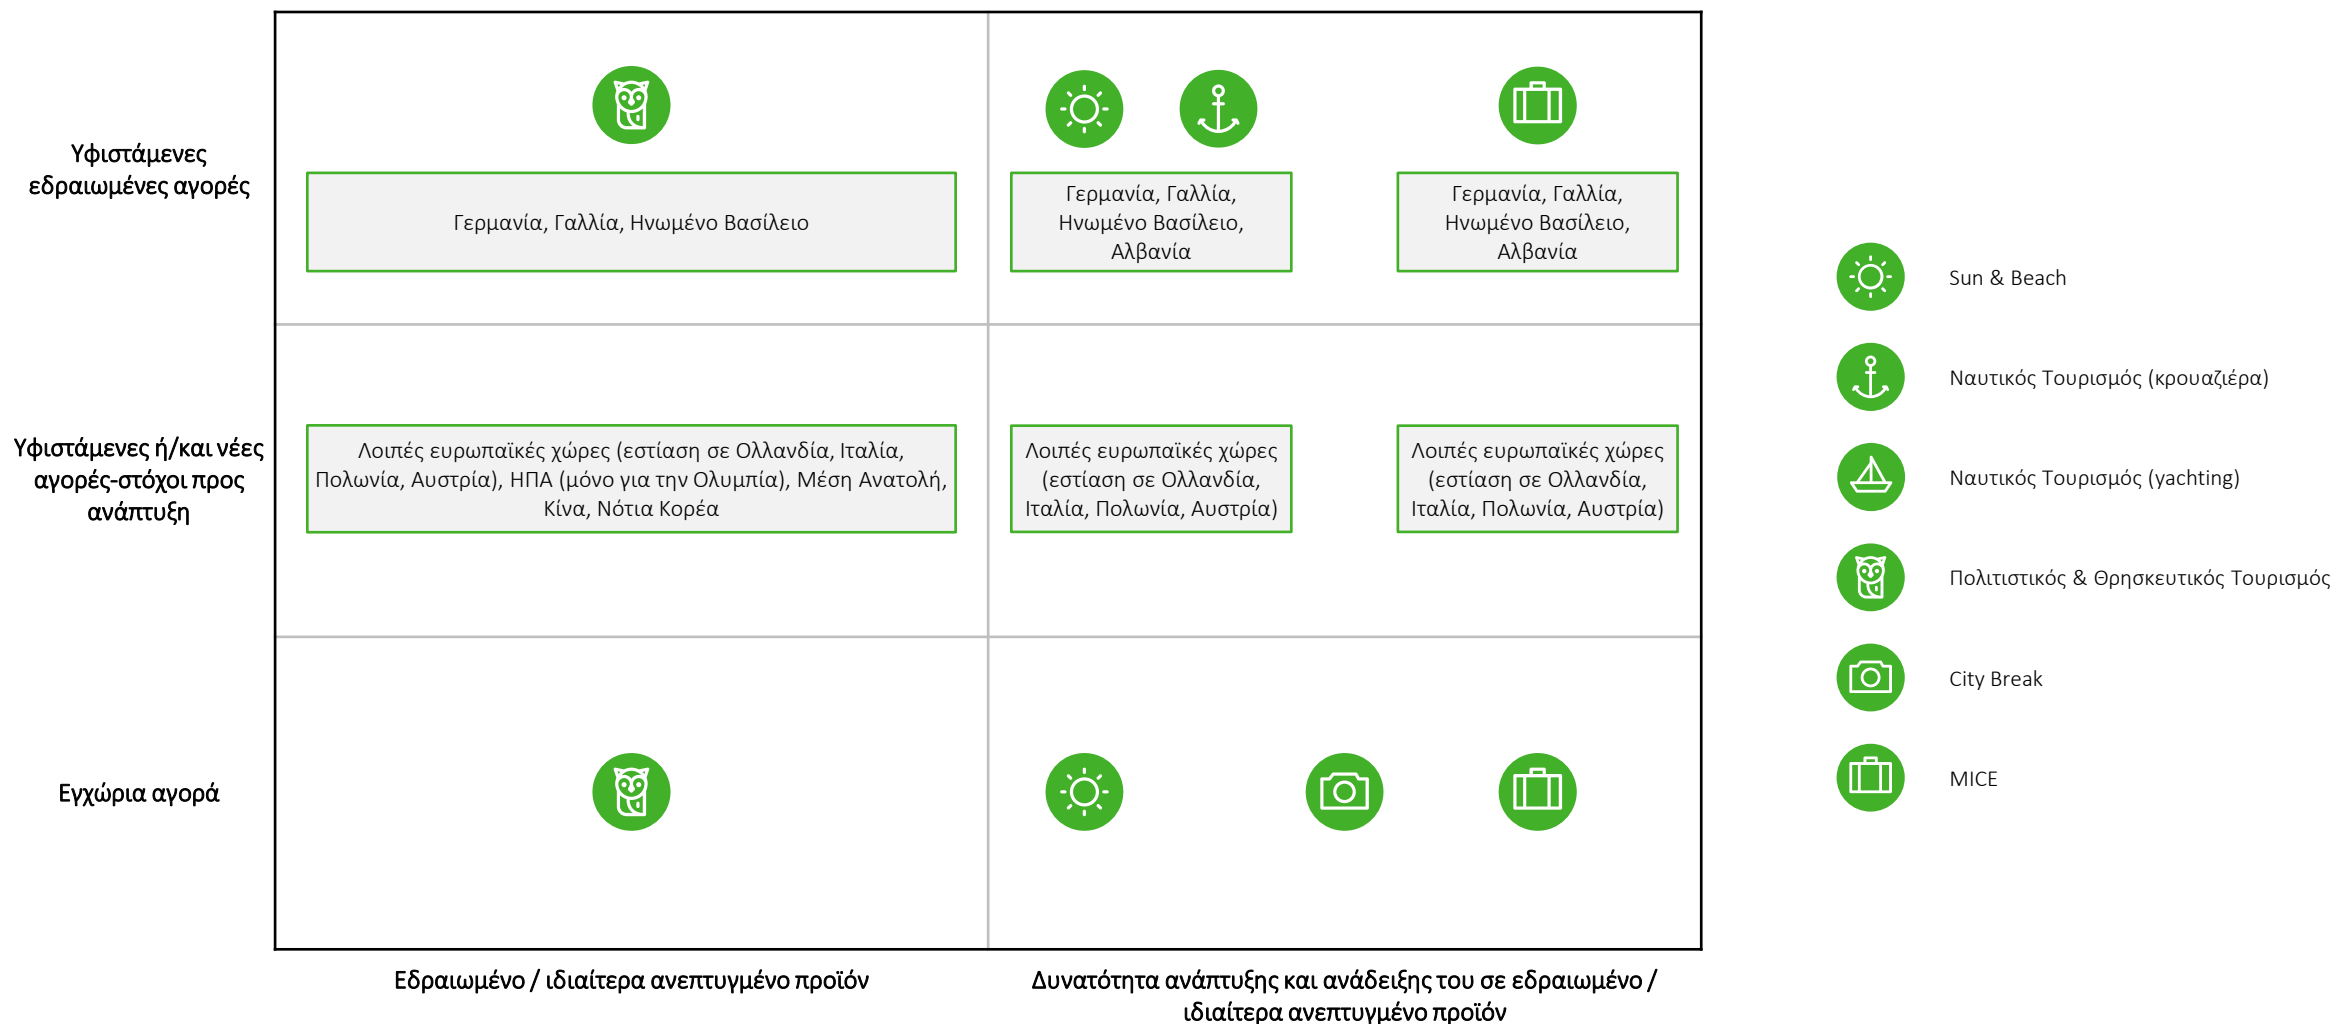 Υφιστάμενες
εδραιωμένες αγορές
Γερμανία, Γαλλία, Ηνωμένο Βασίλειο
Γερμανία, Γαλλία,
Ηνωμένο Βασίλειο,
Αλβανία
Γερμανία, Γαλλία,
Ηνωμένο Βασίλειο,
Αλβανία
Υφιστάμενες ή/και νέες
αγορές-στόχοι προς
ανάπτυξη
Λοιπές ευρωπαϊκές χώρες (εστίαση σε Ολλανδία, Ιταλία,
Πολωνία, Αυστρία), ΗΠΑ (μόνο για την Ολυμπία), Μέση Ανατολή,
Κίνα, Νότια Κορέα
Λοιπές ευρωπαϊκές χώρες
(εστίαση σε Ολλανδία,
Ιταλία, Πολωνία, Αυστρία)
Λοιπές ευρωπαϊκές χώρες
(εστίαση σε Ολλανδία,
Ιταλία, Πολωνία, Αυστρία)
Εγχώρια αγορά
Εδραιωμένο / ιδιαίτερα ανεπτυγμένο προϊόν
Δυνατότητα ανάπτυξης και ανάδειξης του σε εδραιωμένο /
ιδιαίτερα ανεπτυγμένο προϊόν
Sun & Beach
Ναυτικός Τουρισμός (κρουαζιέρα)
Ναυτικός Τουρισμός (yachting)
Πολιτιστικός & Θρησκευτικός Τουρισμός
City Break
MICE